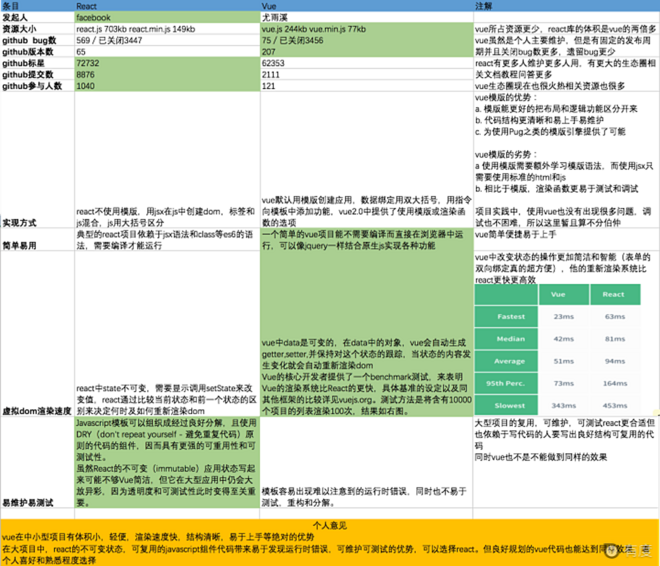 条目 React Vue 注解
发起人 facebook 尤雨溪
资源大小 react.js 703kb react.min.js 149kb vue.js 244kb vue.min.js 77kb vue所占资源更少，react库的体积是vue的两倍多
github bug数 569 / 已关闭3447 75 / 已关闭3456 vue虽然是个人主要维护，但是有固定的发布周
github版本数 65 207 期并且关闭bug数更多，遗留bug更少
github标星 72732 62353 react有更多人维护更多人用，有更大的生态圈相
github提交数 8876 2111 关文档教程问答更多
github参与人数 1040 121 vue生态圈现在也很火热相关资源也很多
vue模版的优势：
a. 模版能更好的把布局和逻辑功能区分开来
b. 代码结构更清晰和易上手易维护
c. 为使用Pug之类的模版引擎提供了可能
vue模版的劣势：
a 使用模版需要额外学习模版语法，而使用jsx只
需要使用标准的html和js
b. 相比于模版，渲染函数更易于测试和调试
实现方式
react不使用模版，用jsx在js中创建dom，标签和
js混合，js用大括号区分
vue默认用模版创建应用，数据绑定用双大括号，用指令
向模板中添加功能，vue2.0中提供了使用模版或渲染函
数的选项
项目实践中，使用vue也没有出现很多问题，调
试也不困难，所以这里暂且算不分伯仲
简单易用
典型的react项目依赖于jsx语法和class等es6的语
法，需要编译才能运行
一个简单的vue项目能不需要编译而直接在浏览器中运
行，可以像jquery一样结合原生js实现各种功能
vue简单便捷易于上手
vue中改变状态的操作更加简洁和智能（表单的
双向绑定真的超方便），他的重新渲染系统比
react更快更高效
Vue React
Fastest 23ms 63ms
Median 42ms 81ms
Average 51ms 94ms
95th Perc. 73ms 164ms
Slowest 343ms 453ms
虚拟dom渲染速度
react中state不可变，需要显示调用setState来改
变值，react通过比较当前状态和前一个状态的区
别来决定何时及如何重新渲染dom
vue中data是可变的，在data中的对象，vue会自动生成
getter,setter,并保持对这个状态的跟踪，当状态的内容发
生变化就会自动重新渲染dom
Vue的核心开发者提供了一个benchmark测试，来表明
Vue的渲染系统比React的更快，具体基准的设定以及同
其他框架的比较详见vuejs.org。测试方法是将含有10000
个项目的列表渲染100次，结果如右图。
易维护易测试
Javascript模板可以组织成经过良好分解，且使用
DRY（don't repeat yourself - 避免重复代码）原
则的代码的组件，因而具有更强的可重用性和可
测试性。
虽然React的不可变（immutable）应用状态写起
来可能不够Vue简洁，但它在大型应用中仍会大
放异彩，因为透明度和可测试性此时变得至关重
要。
模板容易出现难以注意到的运行时错误，同时也不易于
测试，重构和分解。
大型项目的复用，可维护，可测试react更合适但
也依赖于写代码的人要写出良好结构可复用的代
码
同时vue也不是不能做到同样的效果
个人意见
vue在中小型项目有体积小，轻便，渲染速度快，结构清晰，易于上手等绝对的优势
在大项目中，react的不可变状态，可复用的javascript组件代码带来易于发现运行时错误，可维护可测试的优势，可以选择react。但良好规划的vue代码也能达到同
个人喜好和熟悉程度选择